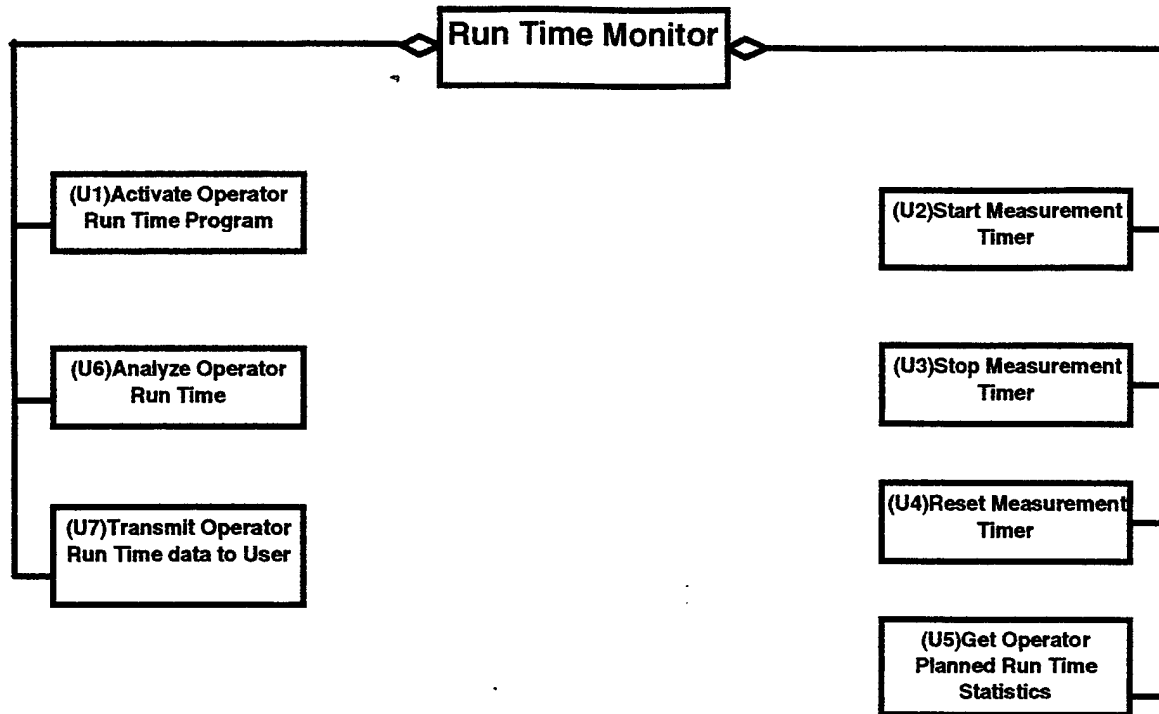 Run Time Monitor
(U1)Activate Operator
Run Time Program
(U6)Analyze Operator
Run Time
(U7)Transmit Operator
Run Time data to User
(U2)Start Measurement
Timer
(U3)Stop Measurement
Timer
(U4)Reset Measurement
Timer
(U5)Get Operator
Planned Run Time
Statistics